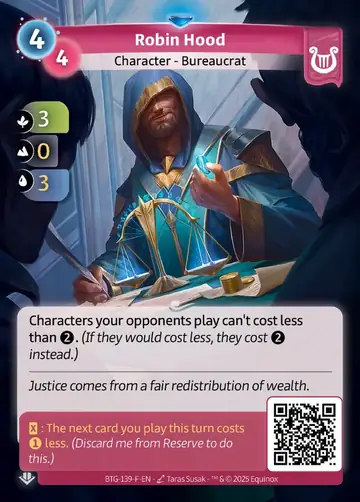 4
Robin Hood
4
Character - Bureaucrat
3
0
3
Characters your opponents play can't cost less
than 2. (If they would cost less, they cost 2
instead.)
Justice comes from a fair redistribution of wealth.
X : The next card you play this turn costs
1 less. (Discard me from Reserve to do
this.)
BTG-139-F-EN - Taras Susak - ™ & © 2025 Equinox